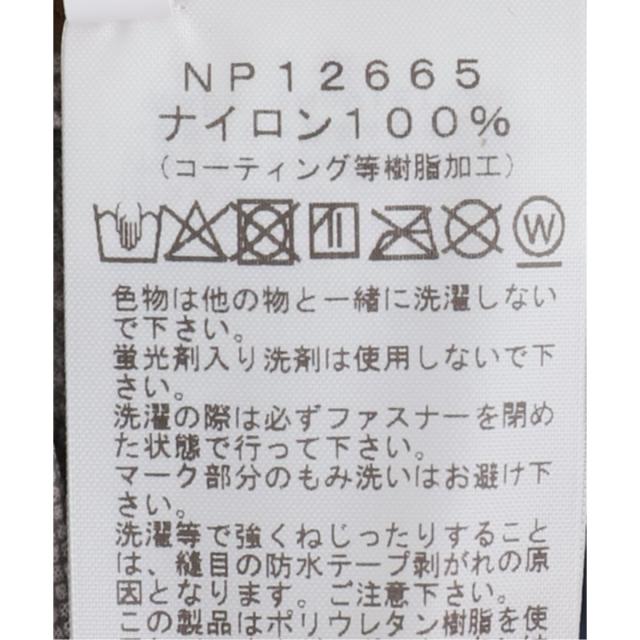 NP12665
ナイロン100%
(コーティング等樹脂加工)
W
色物は他の物と一緒に洗濯しない
で下さい。
蛍光剤入り洗剤は使用しないで下
さい。
洗濯の際は必ずファスナーを閉め
た状態で行って下さい。
マーク部分のもみ洗いはお避け下
さい。
洗濯等で強くねじったりすること
は、縫目の防水テープ剥がれの原
因となります。ご注意下さい。
この製品はポリウレタン樹脂を使